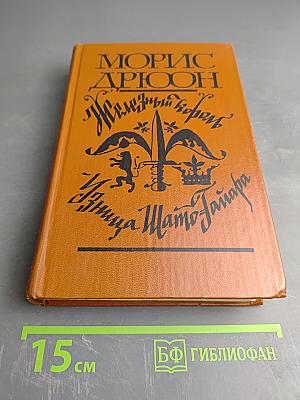 МОРИС
ДРЮОН
Железный король
Узница Шато-Гайара
15 см
БФ ГИБЛИОФАН